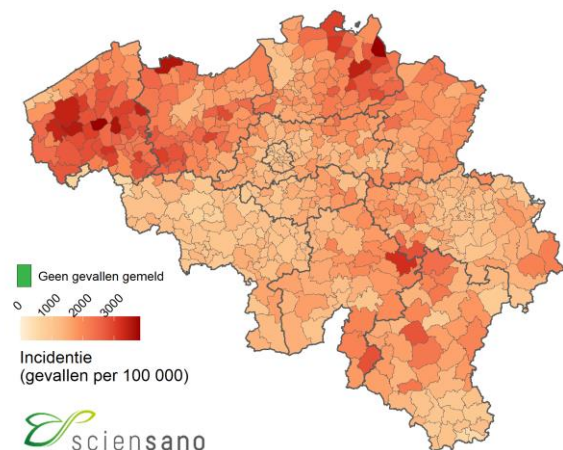 Geen gevallen gemeld
0 1000 2000 3000
Incidentie
(gevallen per 100 000)
sciensano